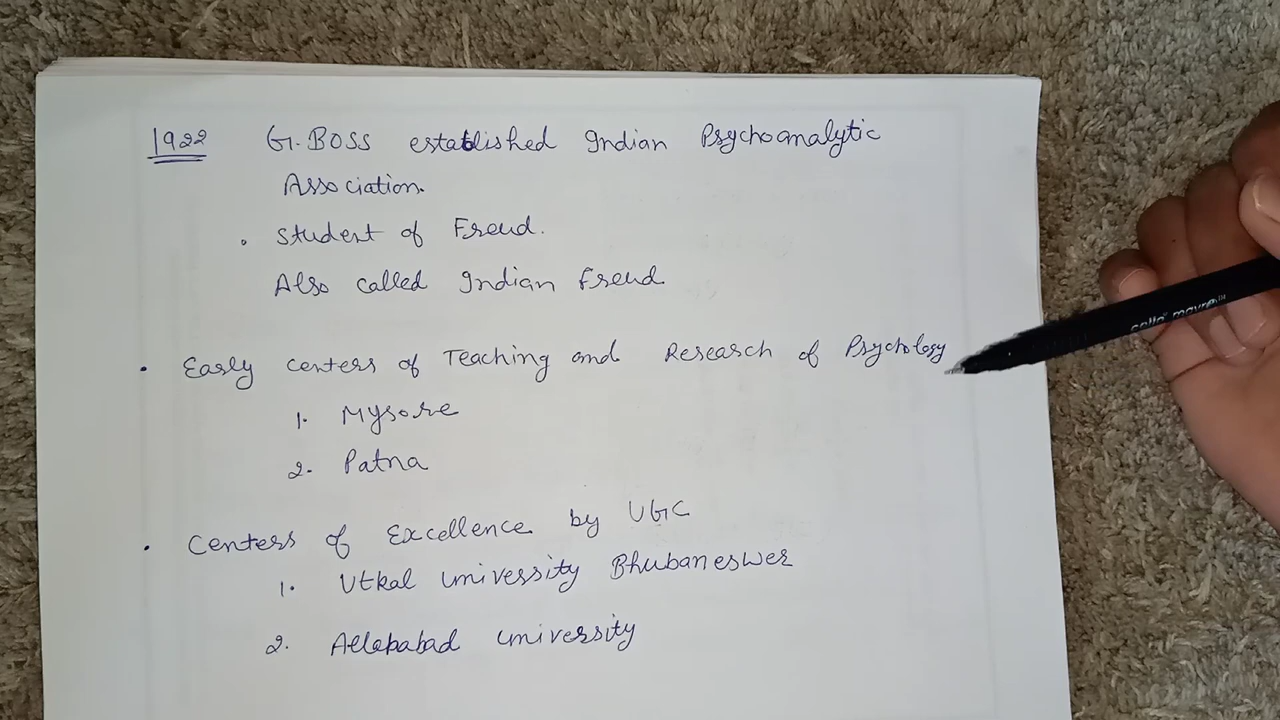 1922 G. BOSS established Indian Psychoanalytic
Association.
. Student of Freud.
Also called Indian Freud
. Early centers of Teaching and Research of Psychology
1. Mysore
2. Patna
. Centers of Excellence by UGC
1. Utkal University Bhubaneswer
2. Allahabad University